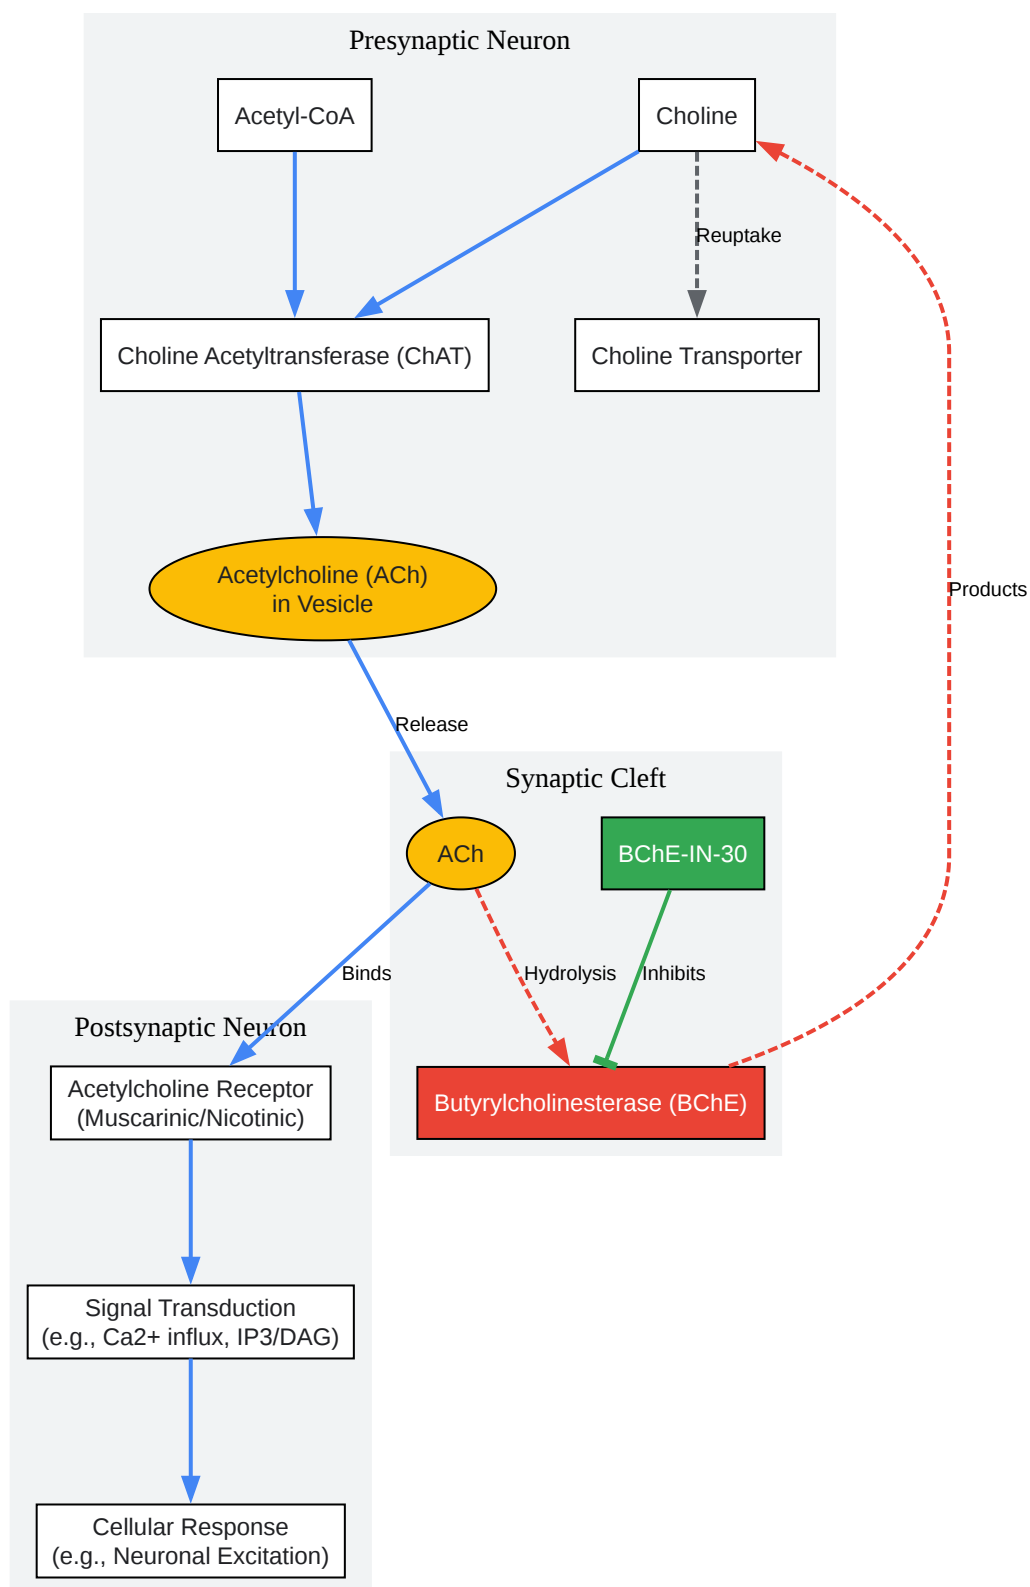 Presynaptic Neuron
Acetyl-CoA
Choline
Reuptake
Choline Acetyltransferase (ChAT)
Choline Transporter
Acetylcholine (ACh)
in Vesicle
Products
Release
Synaptic Cleft
ACh
BChE-IN-30
Binds
Hydrolysis
Inhibits
Postsynaptic Neuron
Acetylcholine Receptor
(Muscarinic/Nicotinic)
Butyrylcholinesterase (BChE)
Signal Transduction
(e.g., Ca2+ influx, IP3/DAG)
Cellular Response
(e.g., Neuronal Excitation)